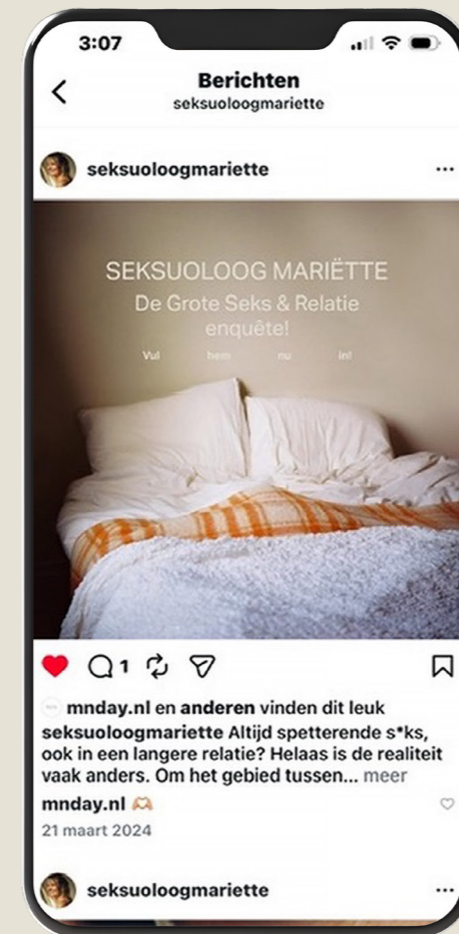 3:07
Berichten
seksuoloogmariette
seksuoloogmariette
SEKSUOLOOG MARIËTTE
De Grote Seks & Relatie
enquête!
Vul hem nu in!
1
mnday.nl en anderen vinden dit leuk
seksuoloogmariette Altijd spetterende s*ks,
ook in een langere relatie? Helaas is de realiteit
vaak anders. Om het gebied tussen... meer
mnday.nl 🫶🏼
21 maart 2024
seksuoloogmariette